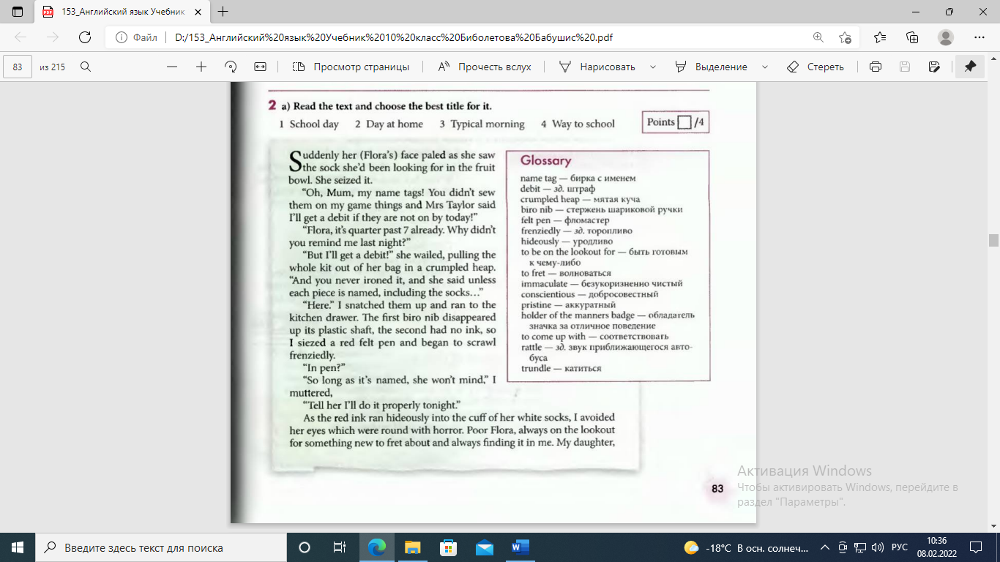 153_Английский язык Учебник
Файл
D:/153_Английский%20язык%20Учебник%2010%20класс%20Биболетова%20Бабушис%20.pdf
83 из 215
Просмотр страницы
Прочесть вслух
Нарисовать
Выделение
Стереть
2 a) Read the text and choose the best title for it.
1 School day 2 Day at home 3 Typical morning 4 Way to school
Points /4
Suddenly her (Flora's) face paled as she saw
the sock she'd been looking for in the fruit
bowl. She seized it.
"Oh, Mum, my name tags! You didn't sew
them on my game things and Mrs Taylor said
I'll get a debit if they are not on by today!"
"Flora, it's quarter past 7 already. Why didn't
you remind me last night?"
"But I'll get a debit!" she wailed, pulling the
whole kit out of her bag in a crumpled heap.
"And you never ironed it, and she said unless
each piece is named, including the socks..."
"Here." I snatched them up and ran to the
kitchen drawer. The first biro nib disappeared
up its plastic shaft, the second had no ink, so
I siezed a red felt pen and began to scrawl
frenziedly.
"In pen?"
"So long as it's named, she won't mind," I
muttered,
"Tell her I'll do it properly tonight."
As the red ink ran hideously into the cuff of her white socks, I avoided
her eyes which were round with horror. Poor Flora, always on the lookout
for something new to fret about and always finding it in me. My daughter,
Glossary
name tag — бирка с именем
debit — зд. штраф
crumpled heap — мятая куча
biro nib — стержень шариковой ручки
felt pen — фломастер
frenziedly — зд. торопливо
hideously — уродливо
to be on the lookout for — быть готовым
к чему-либо
to fret — волноваться
immaculate — безукоризненно чистый
conscientious — добросовестный
pristine — аккуратный
holder of the manners badge — обладатель
значка за отличное поведение
to come up with — соответствовать
rattle — зд. звук приближающегося авто-
буса
trundle — катиться
83
Активация Windows
Чтобы активировать Windows, перейдите в
раздел "Параметры".
Введите здесь текст для поиска
-18°C В осн. солнеч...
РУС
10:36
08.02.2022